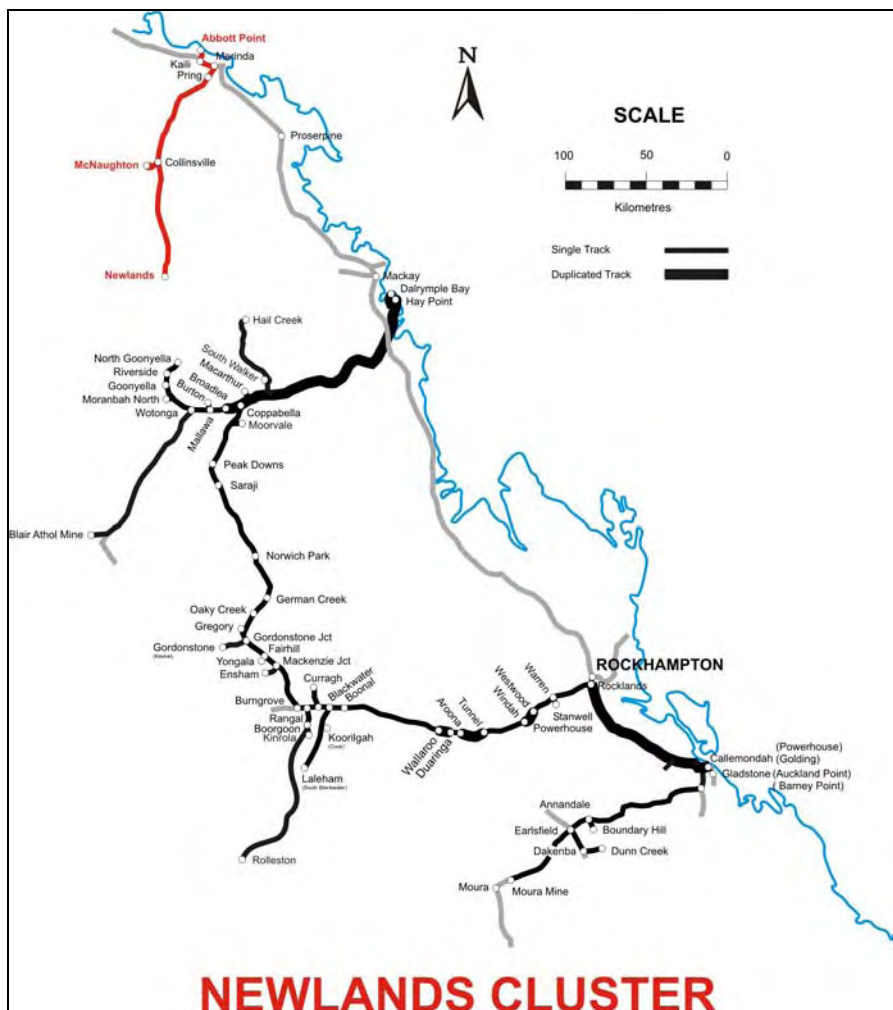 Abbott Point
Merinda
Kaili
Pring
N
SCALE
Proserpine
100 50 0
Kilometres
McNaughton
Collinsville
Single Track
Duplicated Track
Newlands
Mackay
Dalrymple Bay
Hay Point
Hail Creek
North Goonyella
South Walker
Macarthur
Riverside
Broadlea
Goonyella
Burton
Moranbah North
Coppabella
Wotonga
Mallawa
Moorvale
Peak Downs
Saraji
Blair Athol Mine
Norwich Park
German Creek
Oaky Creek
Gregory
Gordonstone Jct
Gordonstone
(Kestrel)
Fairhill
Yongala
Mackenzie Jct
Ensham
Curragh
Blackwater
Boonal
Burngrove
Rangal
Boorgoon
Kinrola
Koorilgah
(Cook)
Laleham
(South Blackwater)
Rolleston
Wallaroo
Duaringa
Aroona
Tunnel
Windah
Westwood
Warren
ROCKHAMPTON
Rocklands
Stanwell
Powerhouse
Callemondah (Powerhouse)
(Golding)
Gladstone (Auckland Point)
( Barney Point)
Annandale
Earlsfield
Boundary Hill
Dakenba
Dunn Creek
Moura
Moura Mine
NEWLANDS CLUSTER